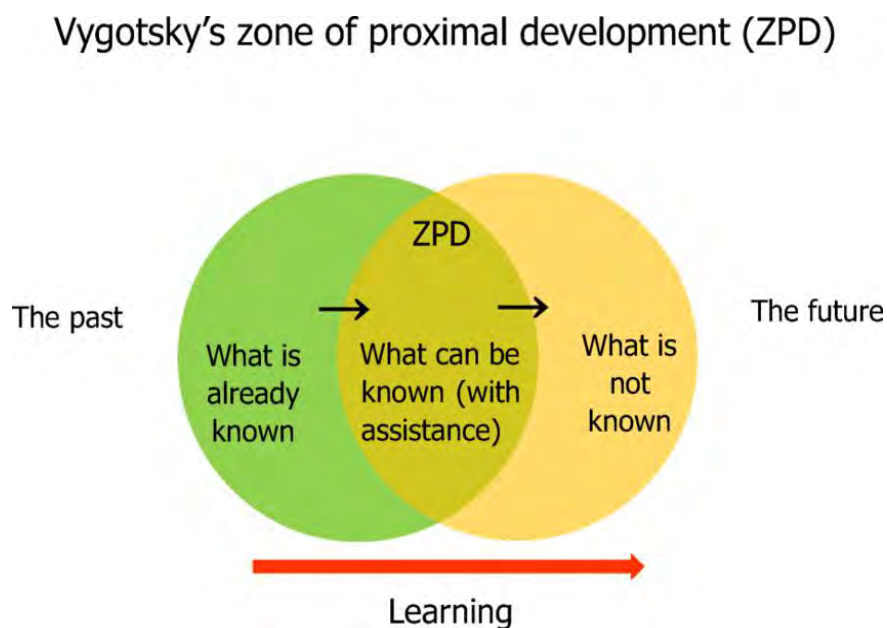 Vygotsky’s zone of proximal development (ZPD)
ZPD
The past
The future
What is
already
known
What can be
known (with
assistance)
What is
not
known
Learning